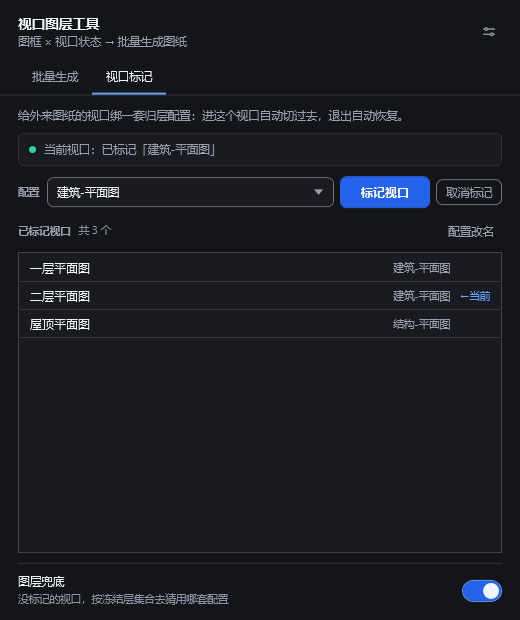 视口图层工具
图框 × 视口状态 → 批量生成图纸
批量生成 视口标记
给外来图纸的视口绑一套归层配置：进这个视口自动切过去，退出自动恢复。
当前视口：已标记「建筑-平面图」
配置 建筑-平面图 标记视口 取消标记
已标记视口 共 3 个 配置改名
一层平面图 建筑-平面图
二层平面图 建筑-平面图 ←当前
屋顶平面图 结构-平面图
图层兜底
没标记的视口，按冻结层集合去猜用哪套配置